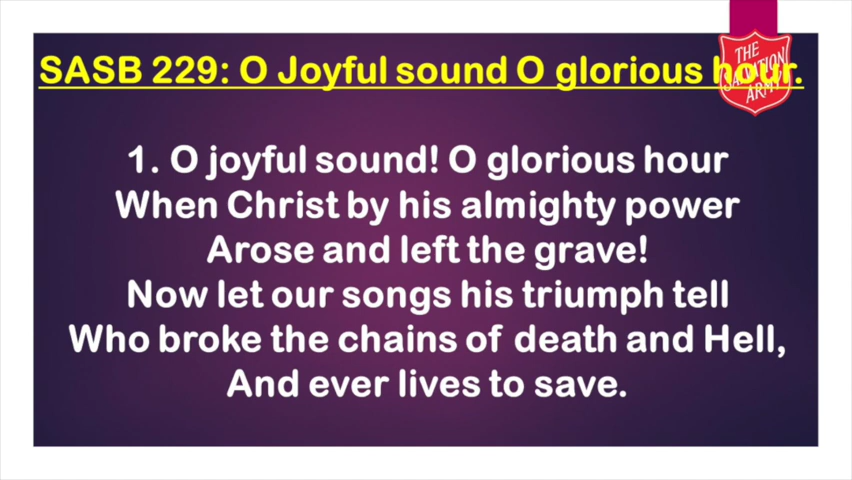 SASB 229: O Joyful sound O glorious hour.
THE
SALVATION
ARMY
1. O joyful sound! O glorious hour
When Christ by his almighty power
Arose and left the grave!
Now let our songs his triumph tell
Who broke the chains of death and Hell,
And ever lives to save.